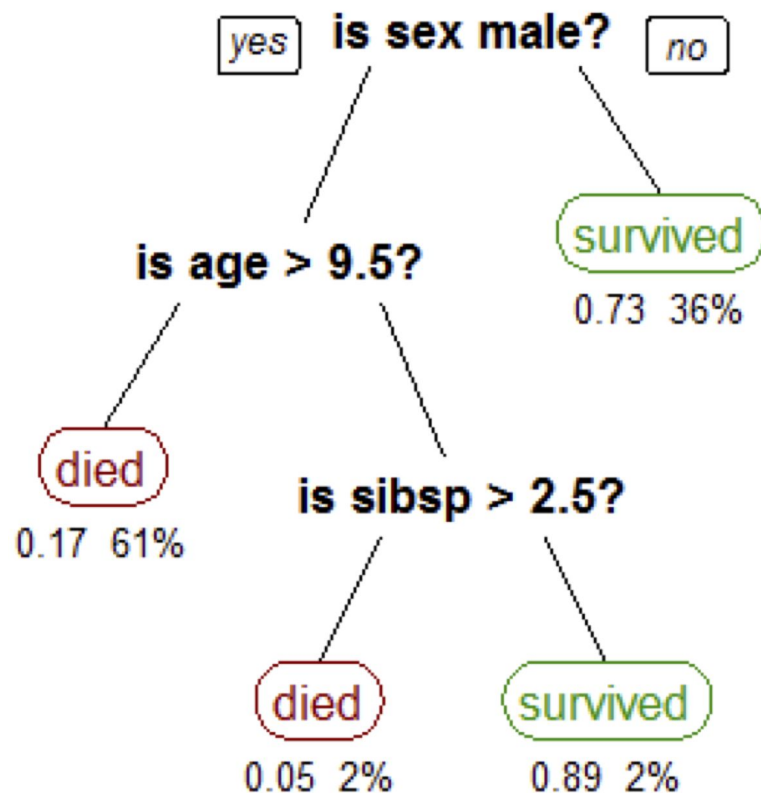 yes is sex male? no
survived
is age > 9.5?
0.73 36%
died
is sibsp > 2.5?
0.17 61%
died survived
0.05 2% 0.89 2%